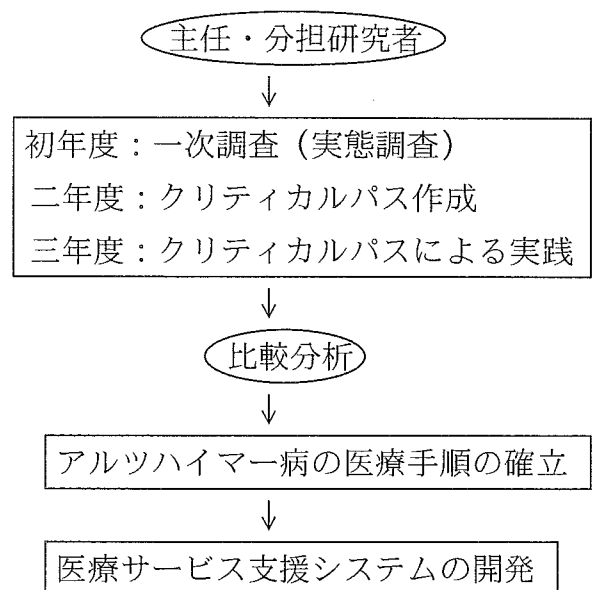 主任・分担研究者
↓
初年度：一次調査（実態調査）
二年度：クリティカルパス作成
三年度：クリティカルパスによる実践
↓
比較分析
↓
アルツハイマー病の医療手順の確立
↓
医療サービス支援システムの開発